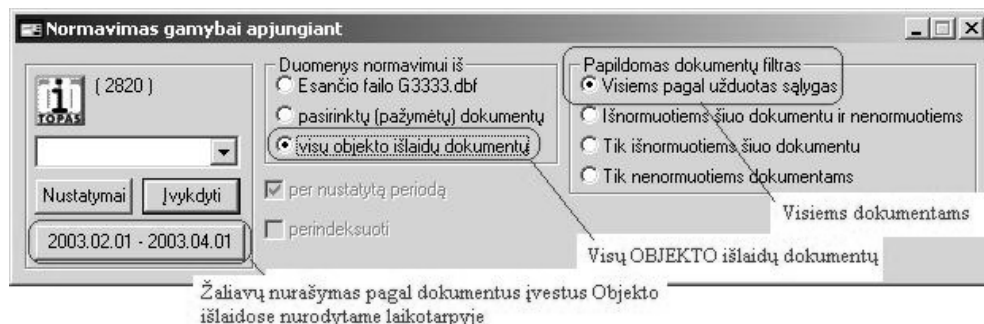 Normavimas gamybai apjungiant
( 2820 )
TOPAS
Nustatymai
Įvykdyti
2003.02.01 - 2003.04.01
Duomenys normavimui iš
Esančio failo G3333.dbf
pasirinktų (pažymėtų) dokumentų
visų objekto išlaidų dokumentų
per nustatytą periodą
perindeksuoti
Papildomas dokumentų filtras
Visiems pagal užduotas sąlygas
Išnormuotiems šiuo dokumentu ir nenormuotiems
Tik išnormuotiems šiuo dokumentu
Tik nenormuotiems dokumentams
Visiems dokumentams
Visų OBJEKTO išlaidų dokumentų
Žaliavų nurašymas pagal dokumentus įvestus Objekto
išlaidose nurodytame laikotarpyje